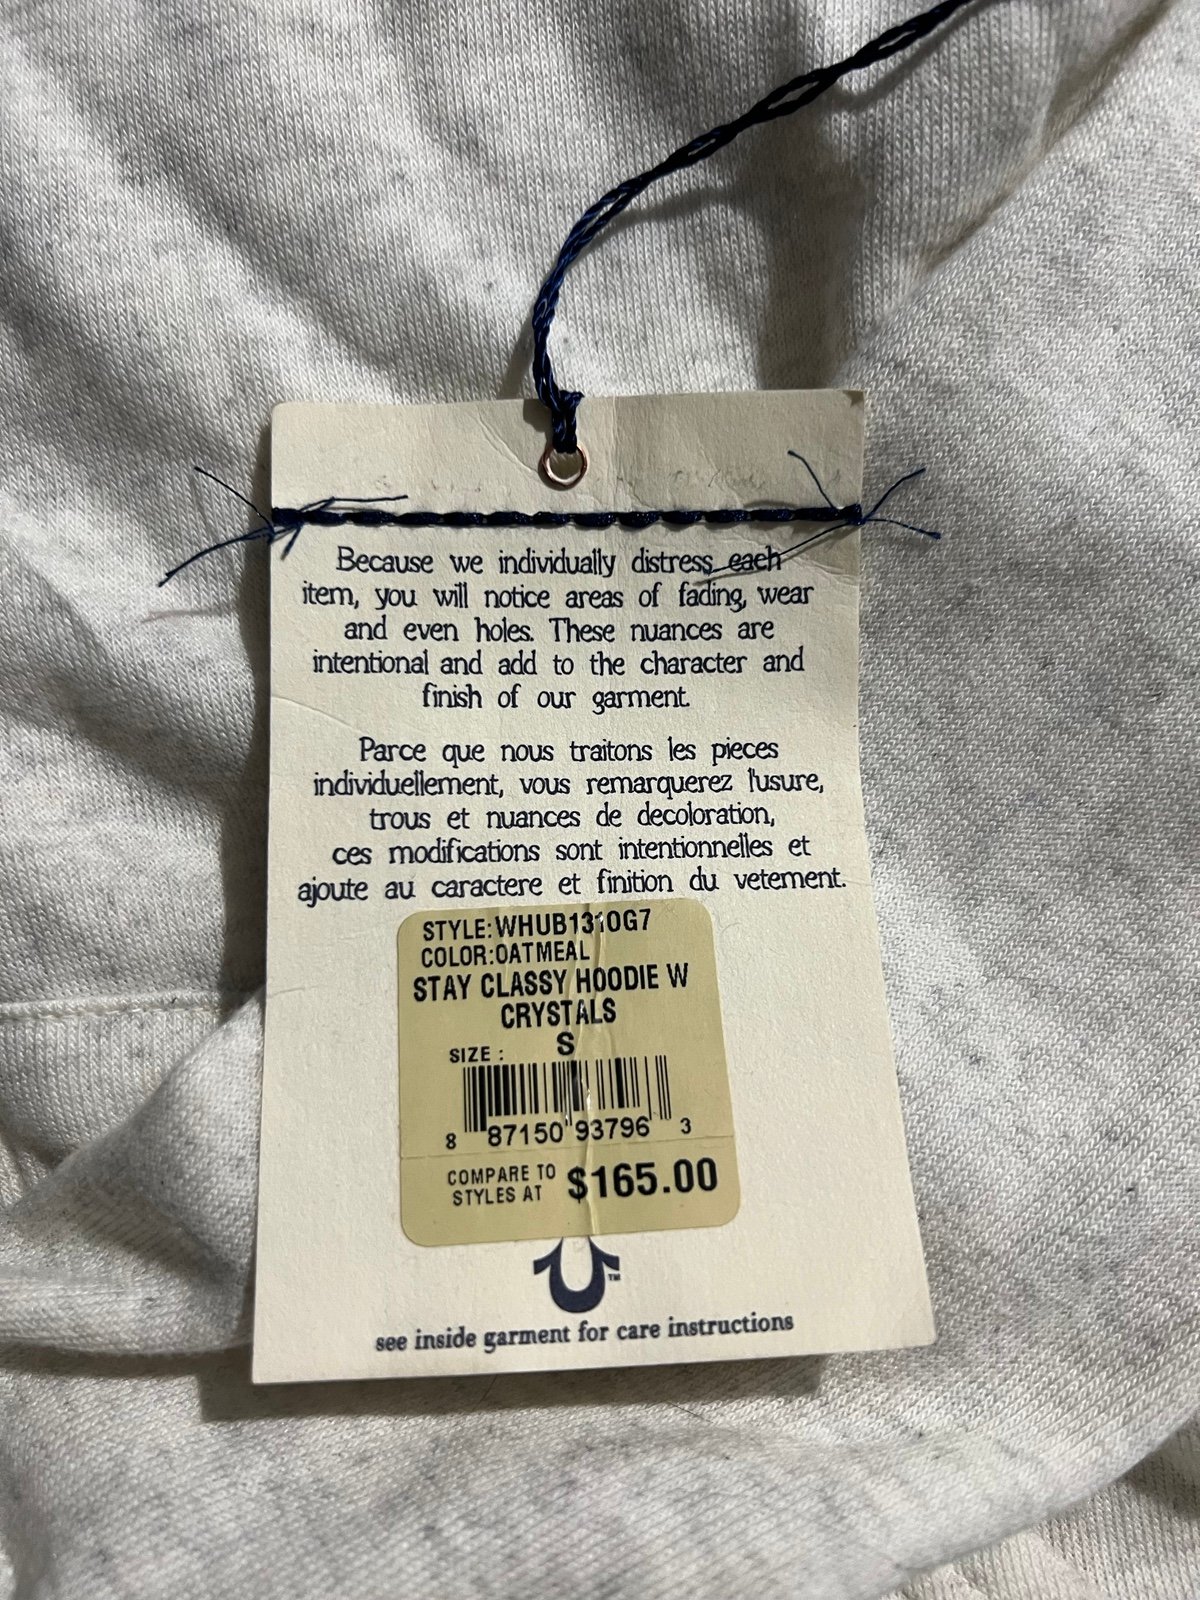 Because we individually distress each
item, you will notice areas of fading, wear
and even holes. These nuances are
intentional and add to the character and
finish of our garment.
Parce que nous traitons les pieces
individuellement, vous remarquerez l'usure,
trous et nuances de decoloration,
ces modifications sont intentionnelles et
ajoute au caractere et finition du vetement.
STYLE:WHUB1310G7
COLOR:OATMEAL
STAY CLASSY HOODIE W
CRYSTALS
SIZE : S
8 87150 93796 3
COMPARE TO
STYLES AT $165.00
TM
see inside garment for care instructions